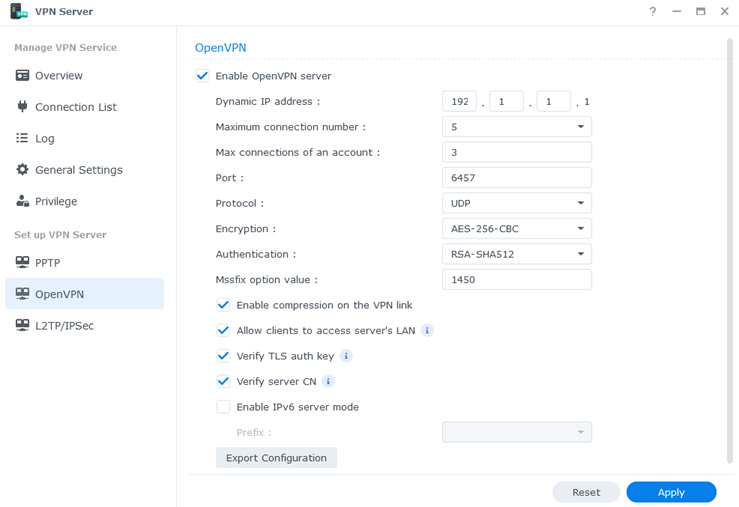 VPN Server
Manage VPN Service
Overview
Connection List
Log
General Settings
Privilege
Set up VPN Server
PPTP
OpenVPN
L2TP/IPSec
OpenVPN
Enable OpenVPN server
Dynamic IP address : 192 . 1 . 1 . 1
Maximum connection number : 5
Max connections of an account : 3
Port : 6457
Protocol : UDP
Encryption : AES-256-CBC
Authentication : RSA-SHA512
Mssfix option value : 1450
Enable compression on the VPN link
Allow clients to access server's LAN
Verify TLS auth key
Verify server CN
Enable IPv6 server mode
Prefix :
Export Configuration
Reset Apply